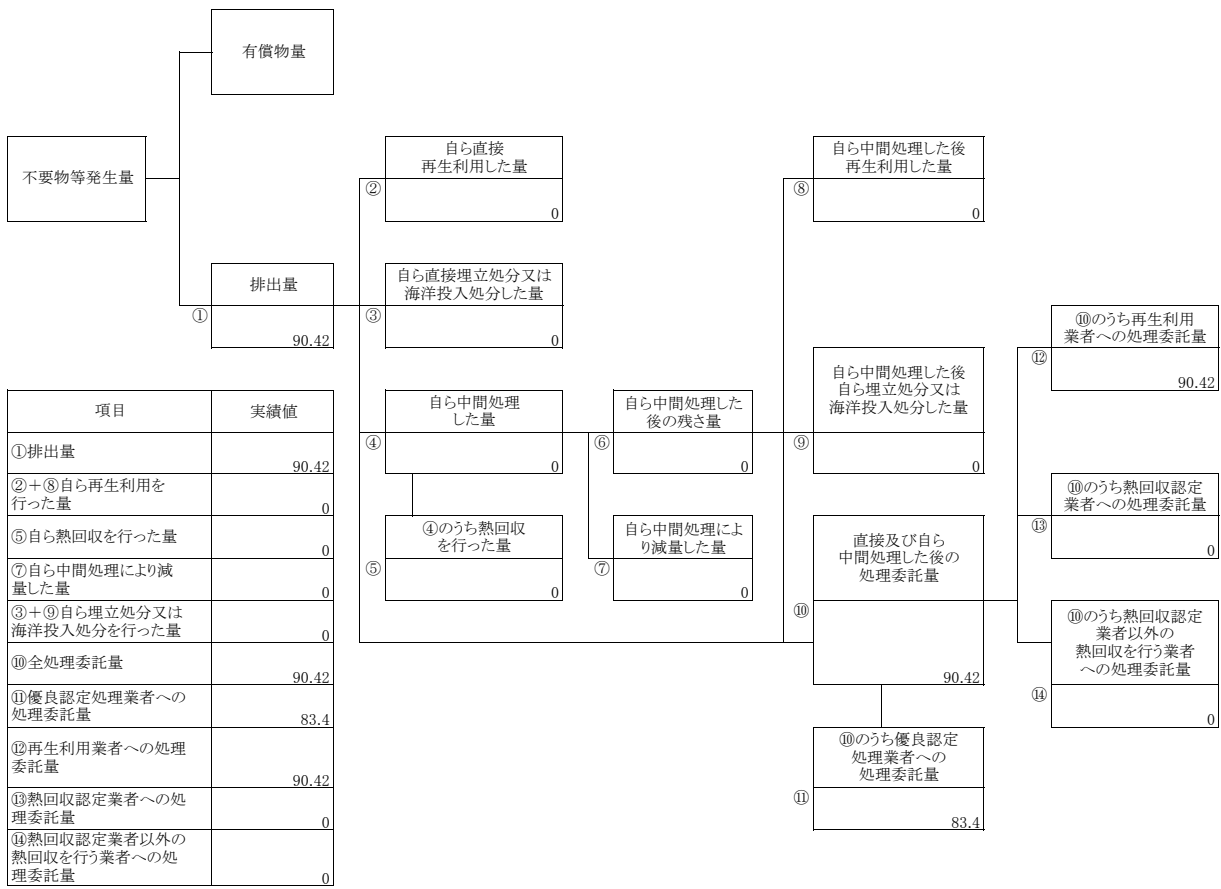 有償物量
不要物等発生量
自ら直接
再生利用した量
②
0
自ら中間処理した後
再生利用した量
⑧
0
排出量
①
90.42
自ら直接埋立処分又は
海洋投入処分した量
③
0
⑩のうち再生利用
業者への処理委託量
⑫
90.42
自ら中間処理
した量
④
0
自ら中間処理した
後の残さ量
⑥
0
自ら中間処理した後
自ら埋立処分又は
海洋投入処分した量
⑨
0
⑩のうち熱回収認定
業者への処理委託量
⑬
0
④のうち熱回収
を行った量
⑤
0
自ら中間処理によ
り減量した量
⑦
0
直接及び自ら
中間処理した後の
処理委託量
⑩
90.42
⑩のうち熱回収認定
業者以外の
熱回収を行う業者
への処理委託量
⑭
0
⑩のうち優良認定
処理業者への
処理委託量
⑪
83.4
項目 実績値
①排出量 90.42
②+⑧自ら再生利用を
行った量 0
⑤自ら熱回収を行った量 0
⑦自ら中間処理により減
量した量 0
③+⑨自ら埋立処分又は
海洋投入処分を行った量 0
⑩全処理委託量 90.42
⑪優良認定処理業者への
処理委託量 83.4
⑫再生利用業者への処理
委託量 90.42
⑬熱回収認定業者への処
理委託量 0
⑭熱回収認定業者以外の
熱回収を行う業者への処
理委託量 0